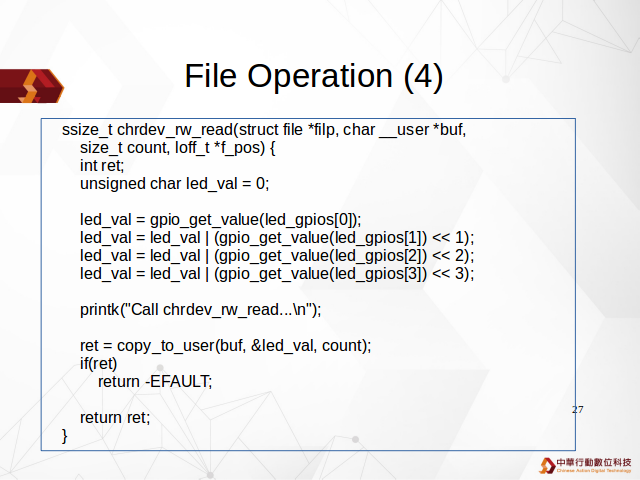 File Operation (4)
ssize_t chrdev_rw_read(struct file *filp, char __user *buf,
size_t count, loff_t *f_pos) {
int ret;
unsigned char led_val = 0;
led_val = gpio_get_value(led_gpios[0]);
led_val = led_val | (gpio_get_value(led_gpios[1]) << 1);
led_val = led_val | (gpio_get_value(led_gpios[2]) << 2);
led_val = led_val | (gpio_get_value(led_gpios[3]) << 3);
printk("Call chrdev_rw_read...\n");
ret = copy_to_user(buf, &led_val, count);
if(ret)
return -EFAULT;
return ret;
}
27
中華行動數位科技
Chinese Action Digital Technology